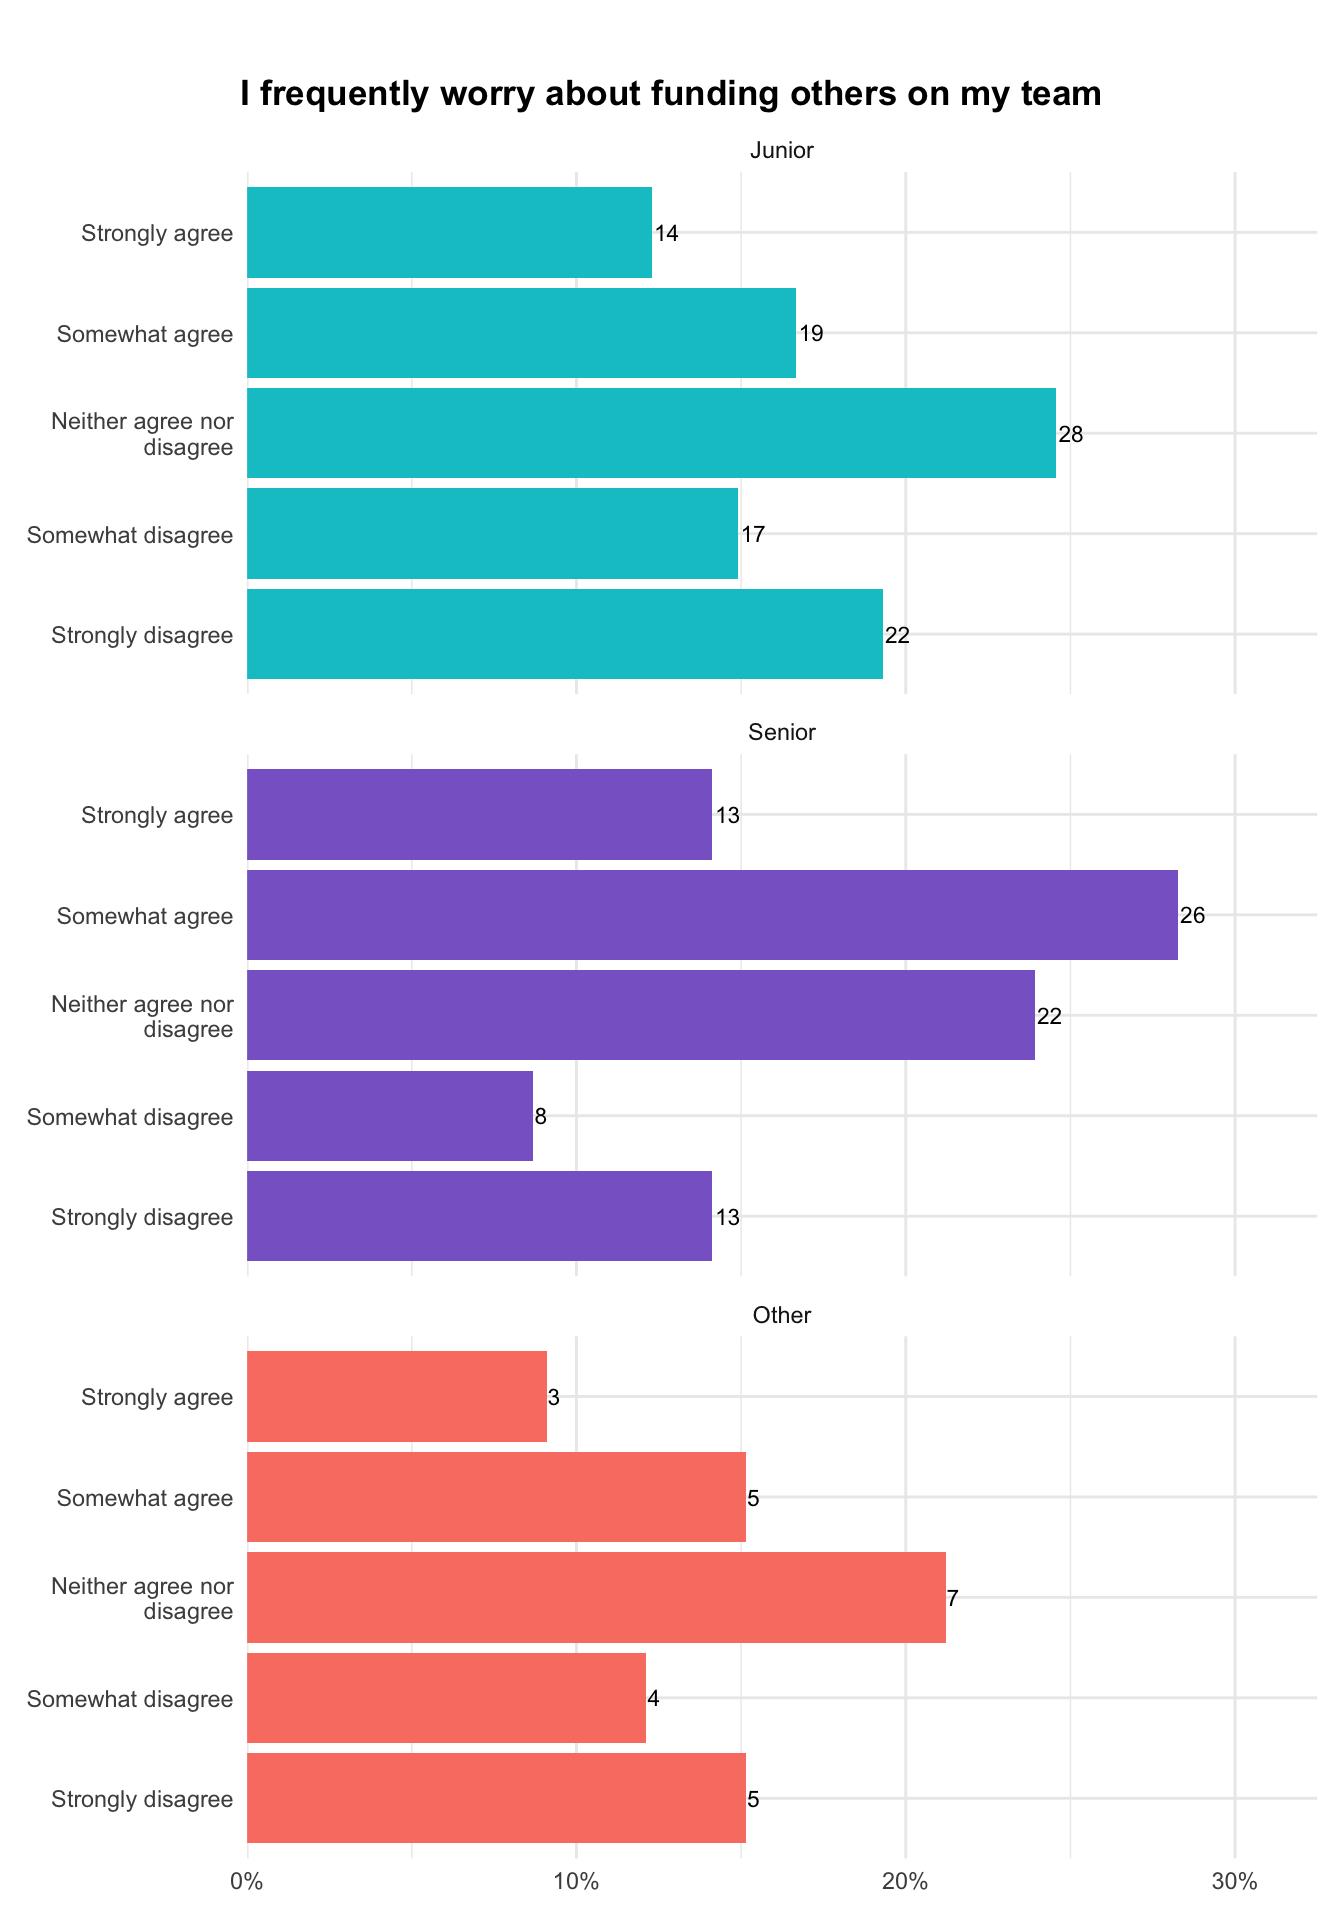 I frequently worry about funding others on my team
Junior
Strongly agree
14
Somewhat agree
19
Neither agree nor
disagree
28
Somewhat disagree
17
Strongly disagree
22
Senior
Strongly agree
13
Somewhat agree
26
Neither agree nor
disagree
22
Somewhat disagree
8
Strongly disagree
13
Other
Strongly agree
3
Somewhat agree
5
Neither agree nor
disagree
7
Somewhat disagree
4
Strongly disagree
5
0% 10% 20% 30%